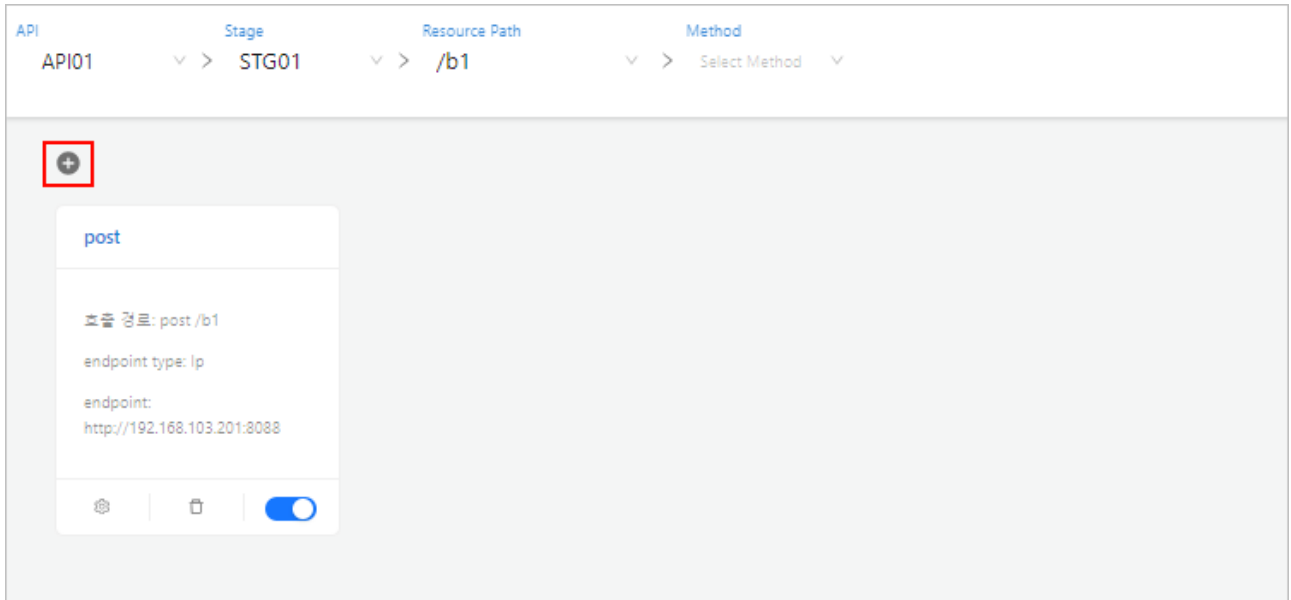 API Stage Resource Path Method
API01 > STG01 > /b1 > Select Method
post
호출 경로: post /b1
endpoint type: Ip
endpoint:
http://192.168.103.201:8088